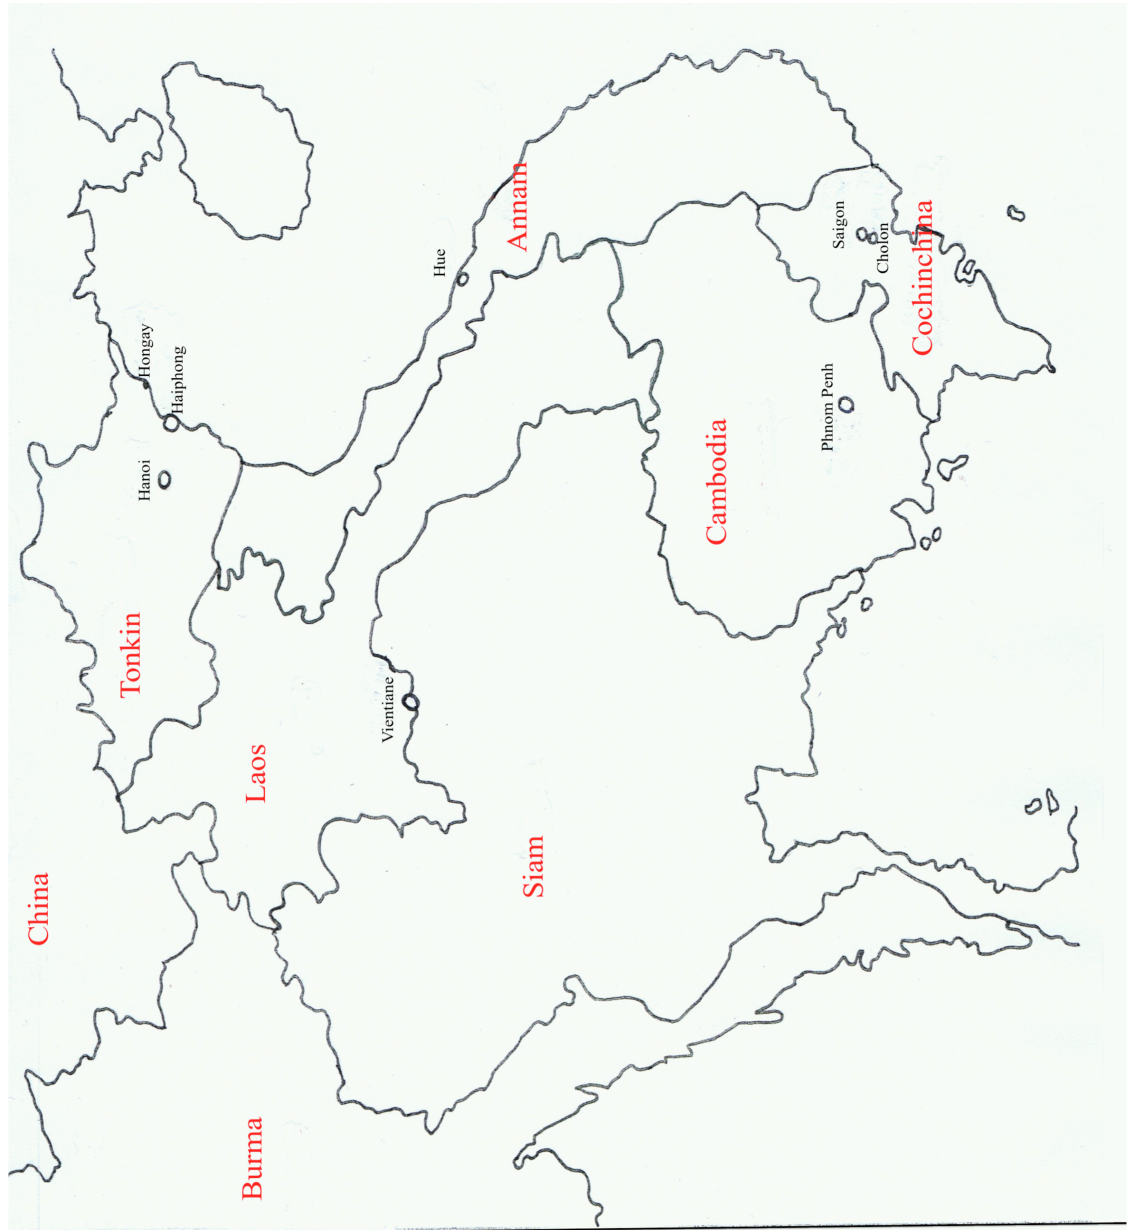 China
Burma
Tonkin
Hanoi
Haiphong
Hongay
Laos
Vientiane
Siam
Hue
Annam
Cambodia
Phnom Penh
Saigon
Cholon
Cochinchina